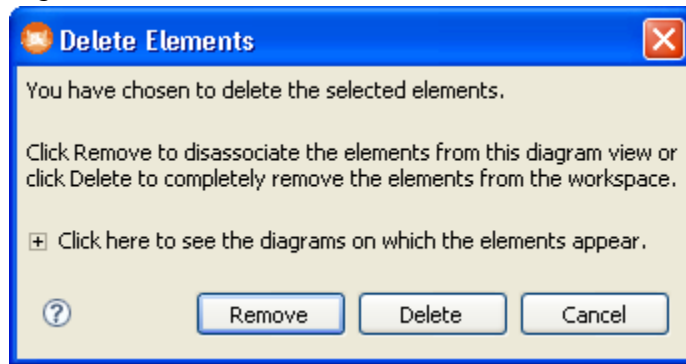 Delete Elements
You have chosen to delete the selected elements.
Click Remove to disassociate the elements from this diagram view or
click Delete to completely remove the elements from the workspace.
Click here to see the diagrams on which the elements appear.
Remove Delete Cancel